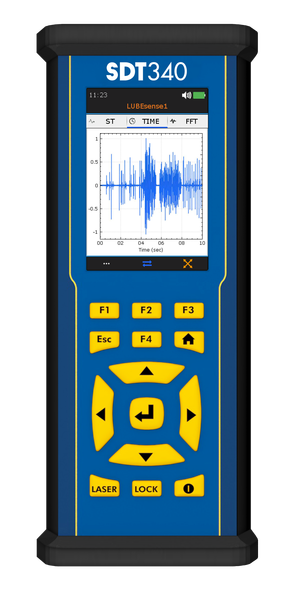 SDT340
11:23
LUBEsense1
ST TIME FFT
1
0.5
0
-0.5
-1
00 02 04 06 08 10
Time (sec)
...
F1 F2 F3
Esc F4
LASER LOCK